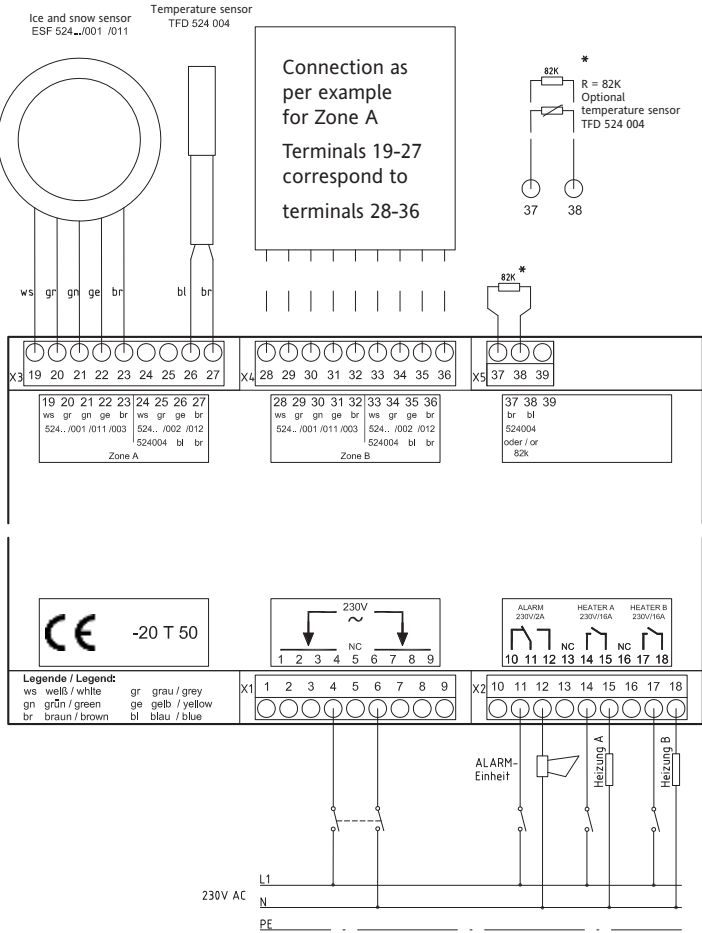 Ice and snow sensor
ESF 524../001 /011
Temperature sensor
TFD 524 004
Connection as
per example
for Zone A
Terminals 19-27
correspond to
terminals 28-36
*
82K
R = 82K
Optional
temperature sensor
TFD 524 004
37 38
ws gr gn ge br
bl br
82K *
X3 19 20 21 22 23 24 25 26 27
X4 28 29 30 31 32 33 34 35 36
X5 37 38 39
19 20 21 22 23 24 25 26 27
ws gr gn ge br ws gr ge br
524.. /001 /011 /003 524.. /002 /012
524004 bl br
Zone A
28 29 30 31 32 33 34 35 36
ws gr gn ge br ws gr ge br
524.. /001 /011 /003 524.. /002 /012
524004 bl br
Zone B
37 38 39
br bl
524004
oder / or
82k
CE -20 T 50
230V
~
NC
1 2 3 4 5 6 7 8 9
ALARM
230V/2A
HEATER A
230V/16A
HEATER B
230V/16A
NC NC
10 11 12 13 14 15 16 17 18
Legende / Legend:
ws weiß / white gr grau / grey
gn grün / green ge gelb / yellow
br braun / brown bl blau / blue
X1 1 2 3 4 5 6 7 8 9
X2 10 11 12 13 14 15 16 17 18
ALARM-
Einheit
Heizung A
Heizung B
230V AC
L1
N
PE